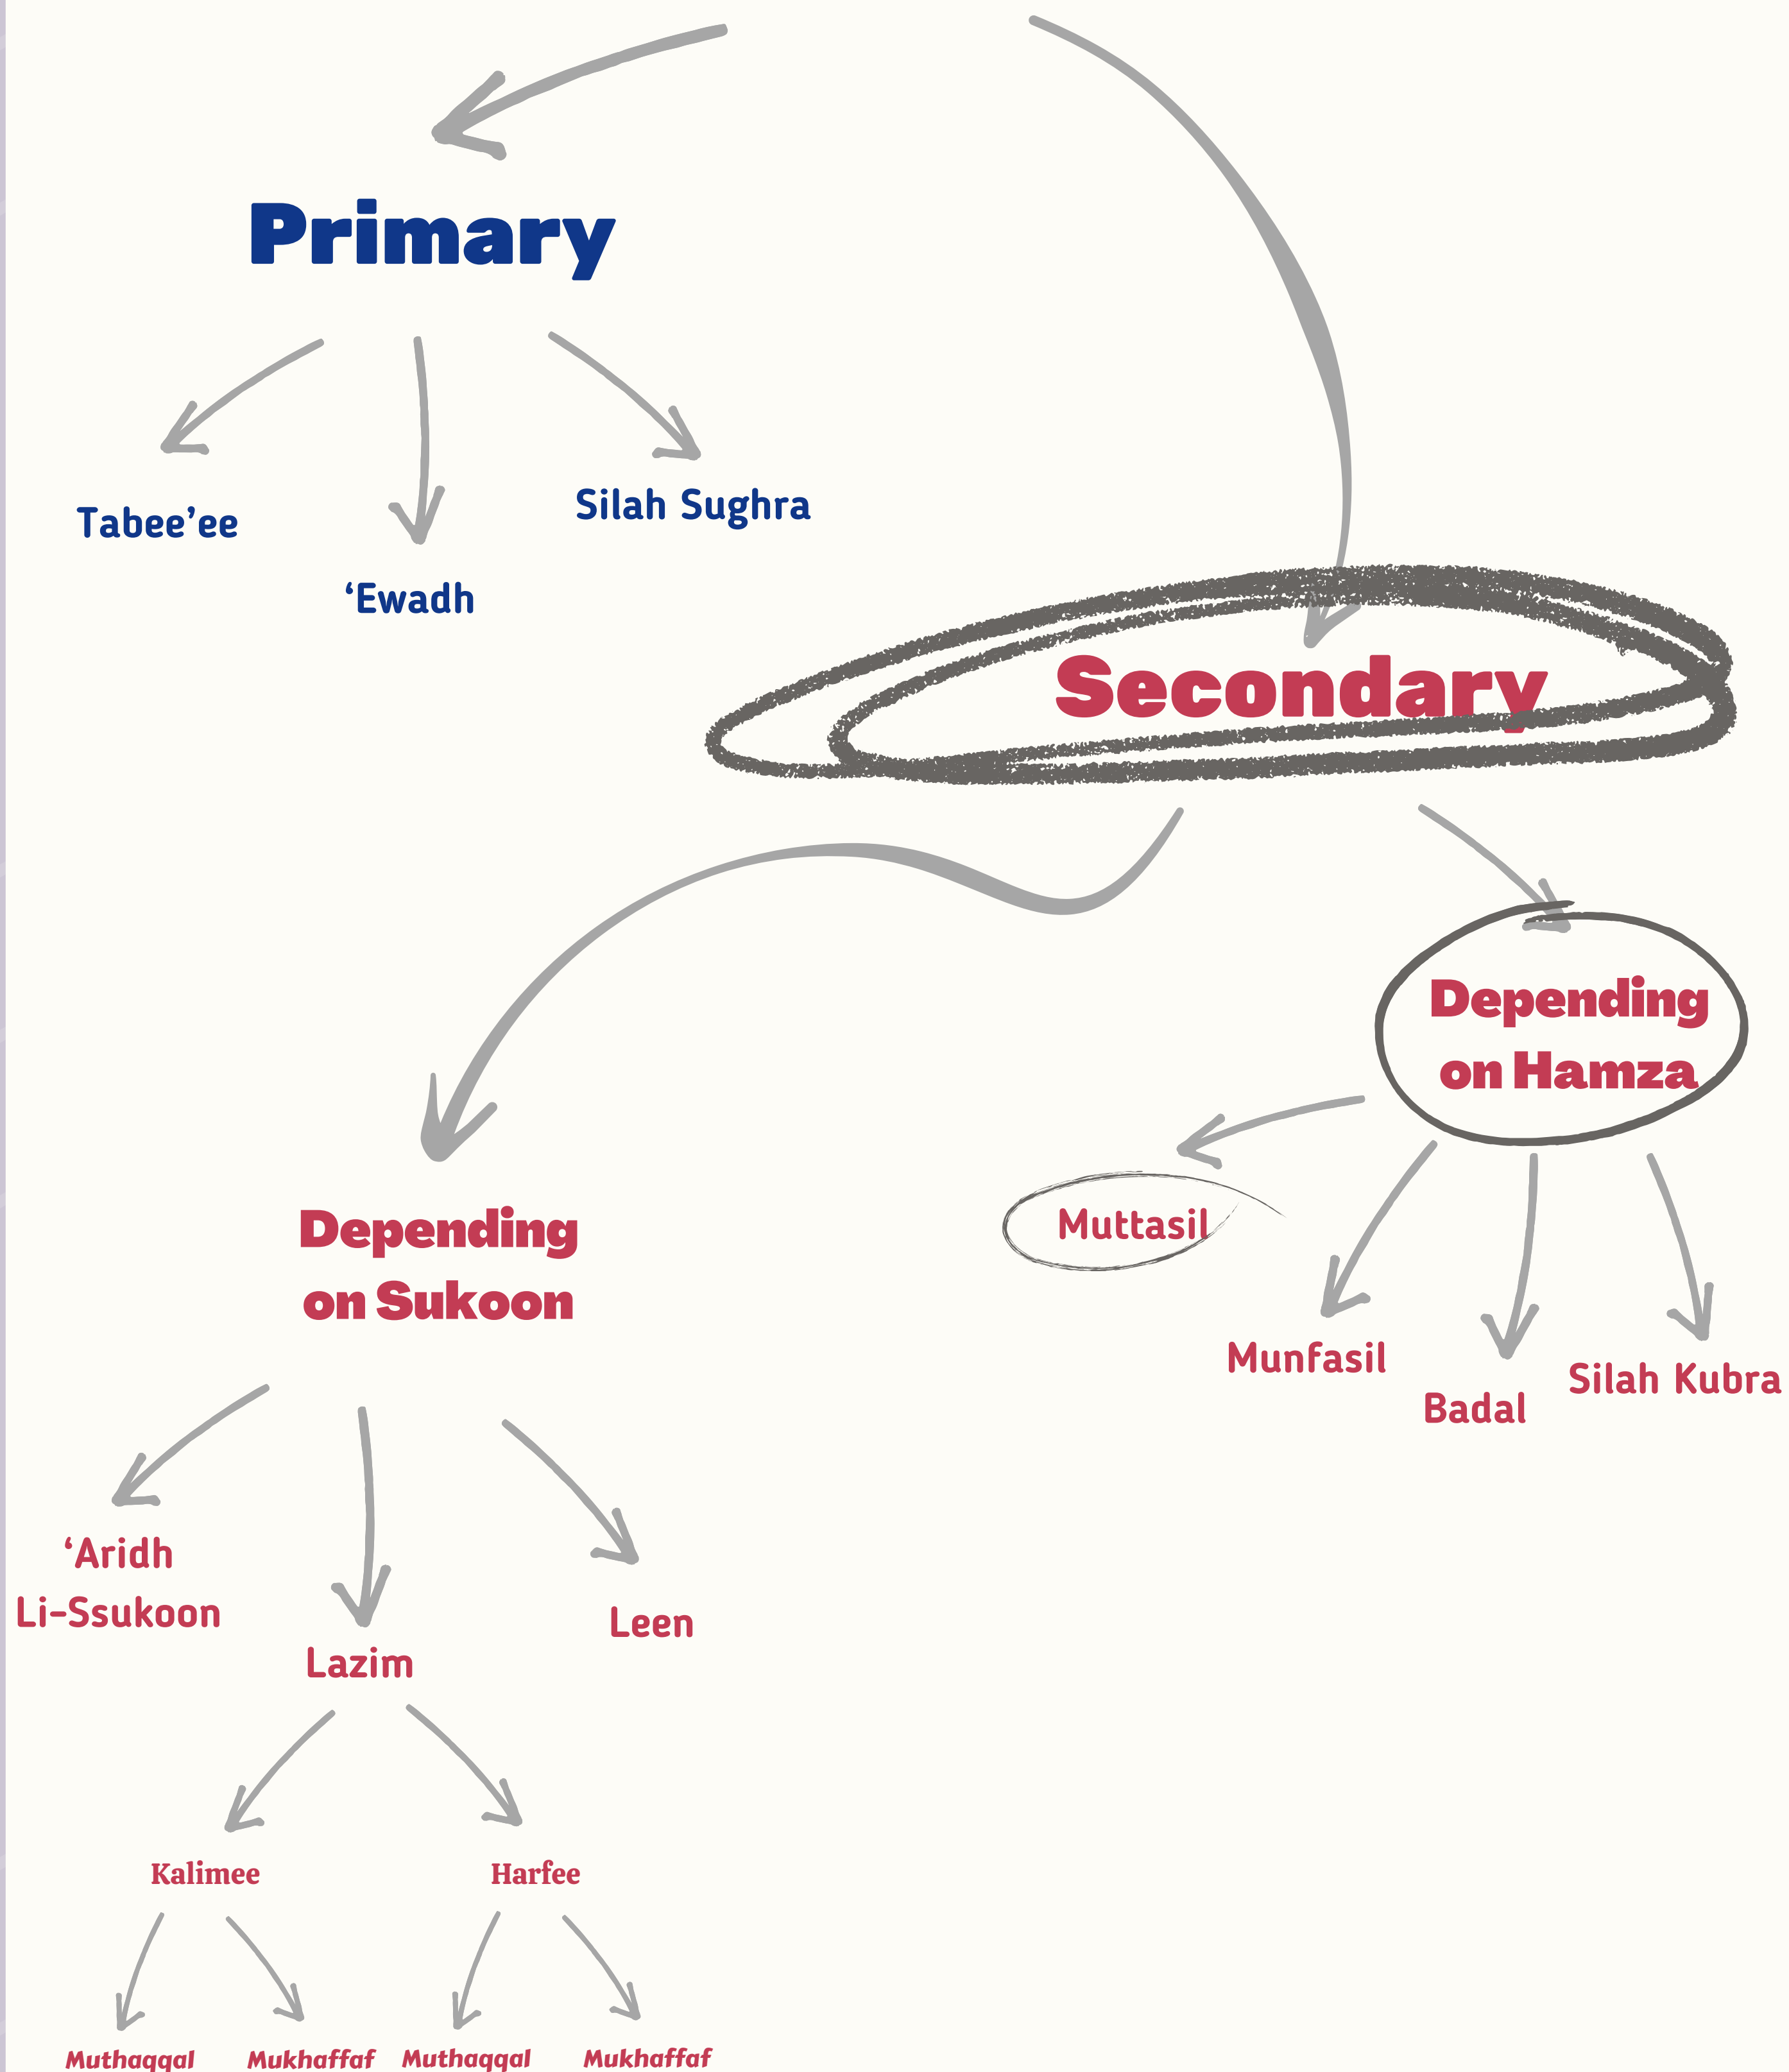 Primary
Tabee'ee
‘Ewadh
Silah Sughra
Secondary
Depending
on Hamza
Muttasil
Munfasil
Badal
Silah Kubra
Depending
on Sukoon
‘Aridh
Li-Ssukoon
Lazim
Leen
Kalimee
Harfee
Muthaqqal
Mukhaffaf
Muthaqqal
Mukhaffaf